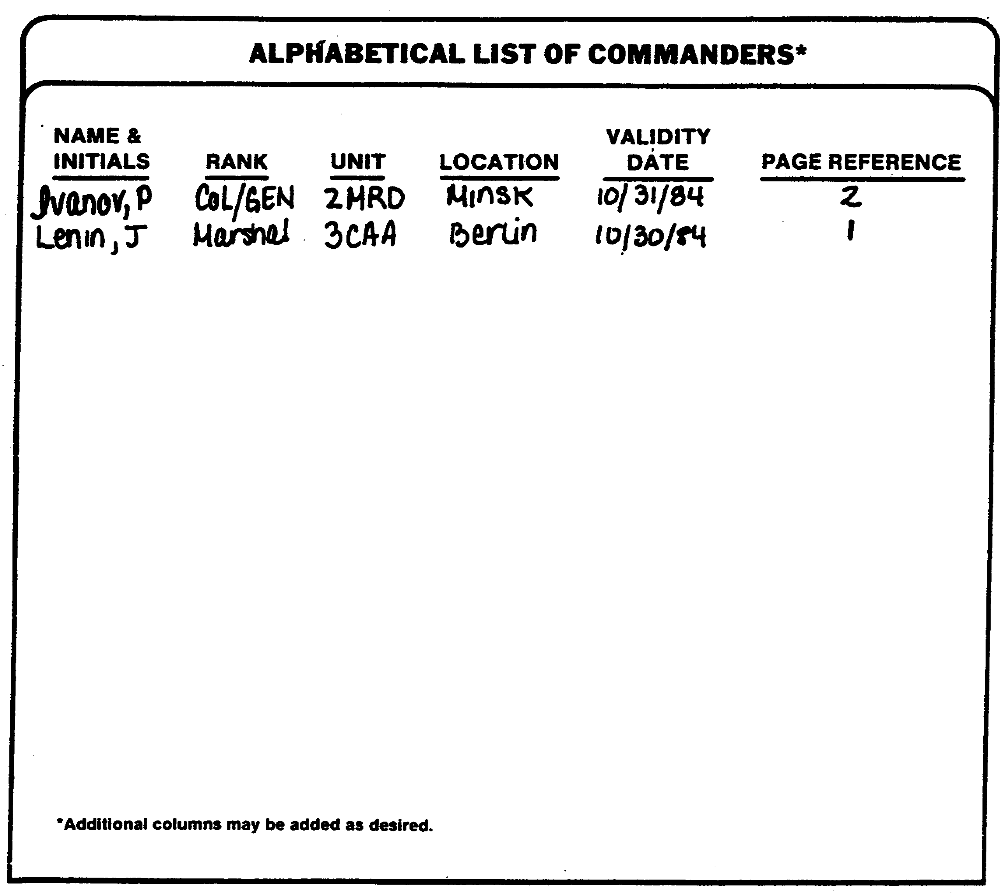 ALPHABETICAL LIST OF COMMANDERS*
NAME & VALIDITY
INITIALS RANK UNIT LOCATION DATE PAGE REFERENCE
Ivanov, P Col/GEN 2MRD Minsk 10/31/84 2
Lenin, J Marshal 3CAA Berlin 10/30/84 1
*Additional columns may be added as desired.